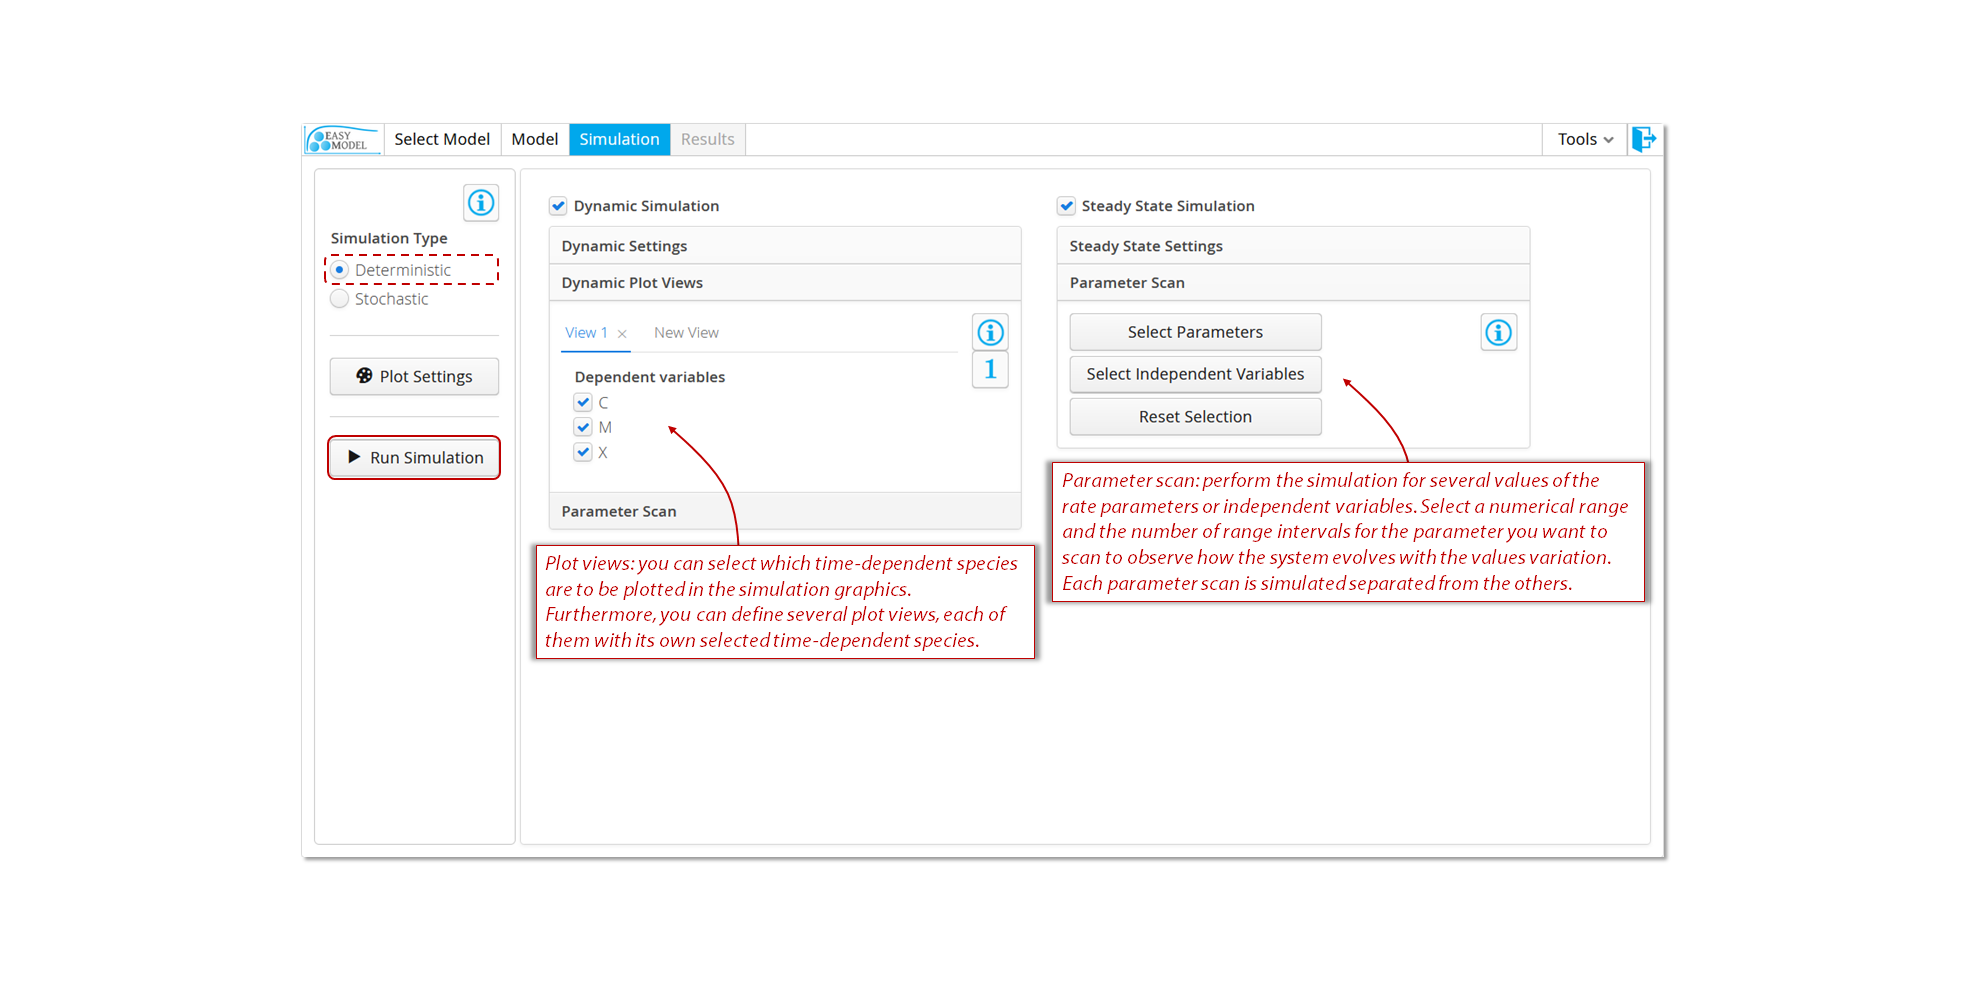 EASY
MODEL
Select Model
Model
Simulation
Results
Tools
Simulation Type
Deterministic
Stochastic
Plot Settings
Run Simulation
Dynamic Simulation
Dynamic Settings
Dynamic Plot Views
View 1 ×
New View
1
Dependent variables
C
M
X
Parameter Scan
Plot views: you can select which time-dependent species
are to be plotted in the simulation graphics.
Furthermore, you can define several plot views, each of
them with its own selected time-dependent species.
Steady State Simulation
Steady State Settings
Parameter Scan
Select Parameters
Select Independent Variables
Reset Selection
Parameter scan: perform the simulation for several values of the
rate parameters or independent variables. Select a numerical range
and the number of range intervals for the parameter you want to
scan to observe how the system evolves with the values variation.
Each parameter scan is simulated separated from the others.